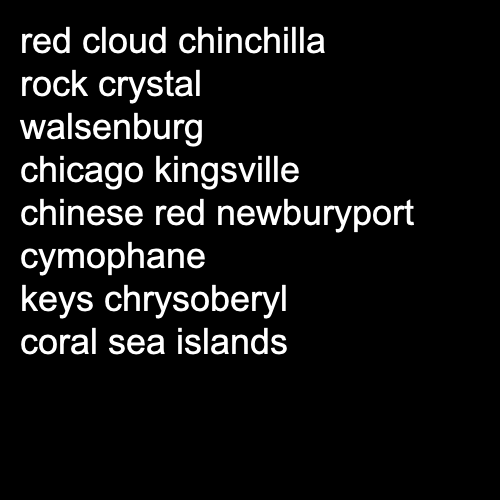 red cloud chinchilla
rock crystal
walsenburg
chicago kingsville
chinese red newburyport
cymophane
keys chrysoberyl
coral sea islands